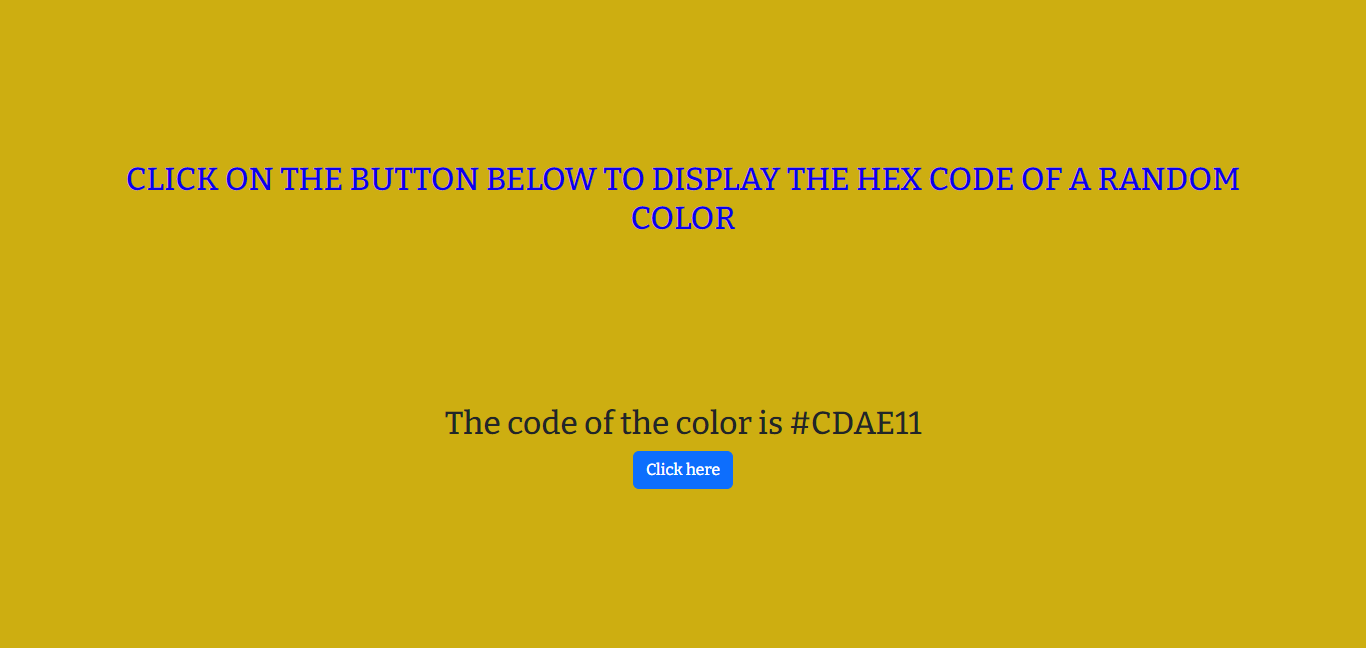 CLICK ON THE BUTTON BELOW TO DISPLAY THE HEX CODE OF A RANDOM
COLOR
The code of the color is #CDAE11
Click here